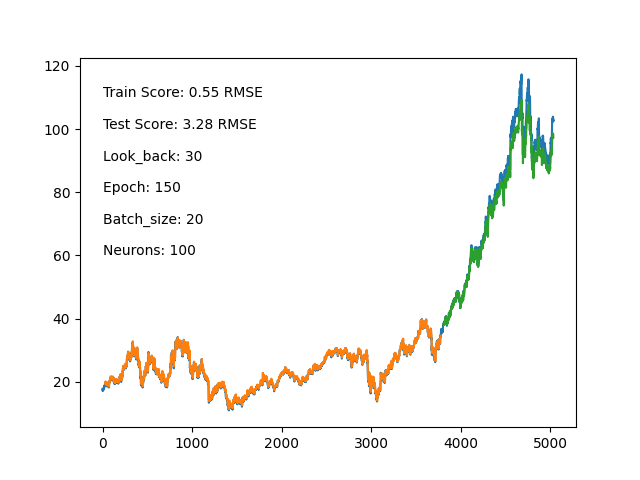 120
100
80
60
40
20
Train Score: 0.55 RMSE
Test Score: 3.28 RMSE
Look_back: 30
Epoch: 150
Batch_size: 20
Neurons: 100
0 1000 2000 3000 4000 5000